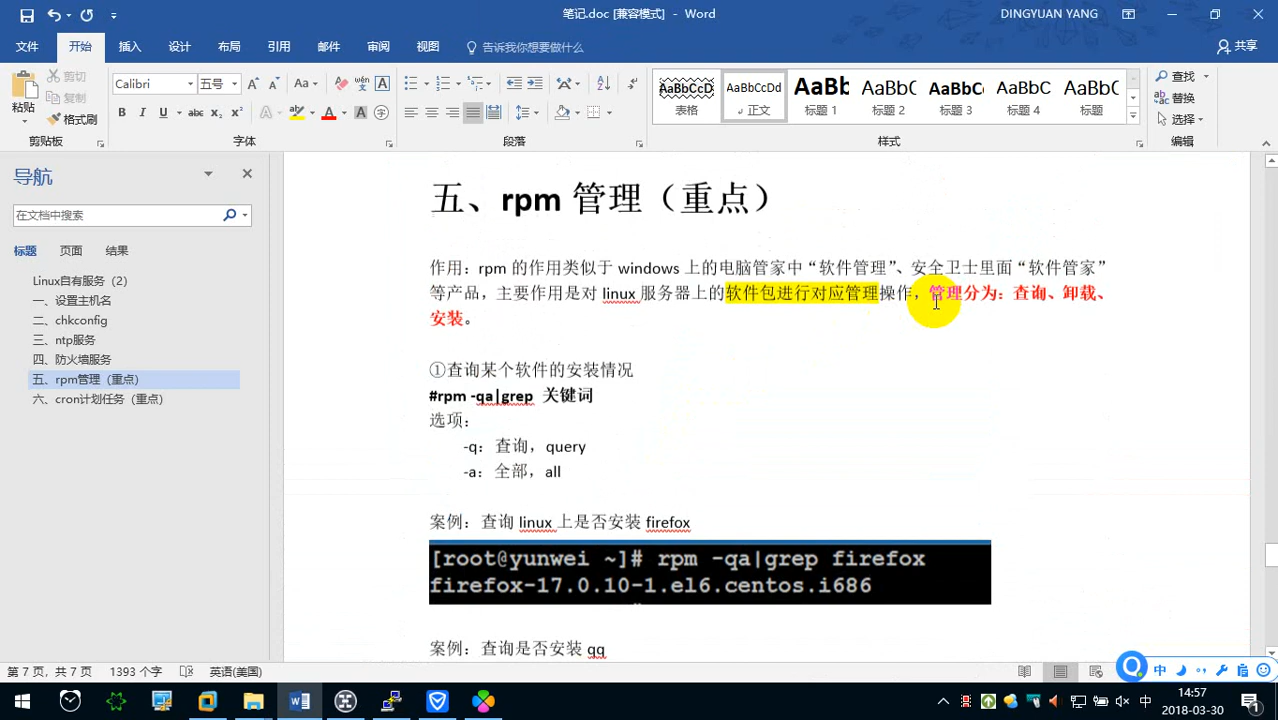 笔记.doc [兼容模式] - Word
DINGYUAN YANG
文件 开始 插入 设计 布局 引用 邮件 审阅 视图 告诉我你想要做什么 共享
粘贴 剪切 复制 格式刷
Calibri 五号
AaBbCcD AaBbCcDd AaBb AaBbC AaBbC AaBbC AaBbC
表格 正文 标题 1 标题 2 标题 3 标题 4 标题
查找 替换 选择
剪贴板 字体 段落 样式 编辑
导航
在文档中搜索
标题 页面 结果
Linux自有服务（2）
一、设置主机名
二、chkconfig
三、ntp服务
四、防火墙服务
五、rpm管理（重点）
六、cron计划任务（重点）
五、rpm 管理（重点）
作用：rpm 的作用类似于 windows 上的电脑管家中“软件管理”、安全卫士里面“软件管家”
等产品，主要作用是对 linux 服务器上的软件包进行对应管理操作，管理分为：查询、卸载、
安装。
①查询某个软件的安装情况
#rpm -qa|grep 关键词
选项：
-q：查询，query
-a：全部，all
案例：查询 linux 上是否安装 firefox
[root@yunwei ~]# rpm -qa|grep firefox
firefox-17.0.10-1.el6.centos.i686
案例：查询是否安装 qq
第 7 页，共 7 页 1393 个字 英语(美国)
中
中
14:57
2018-03-30
1